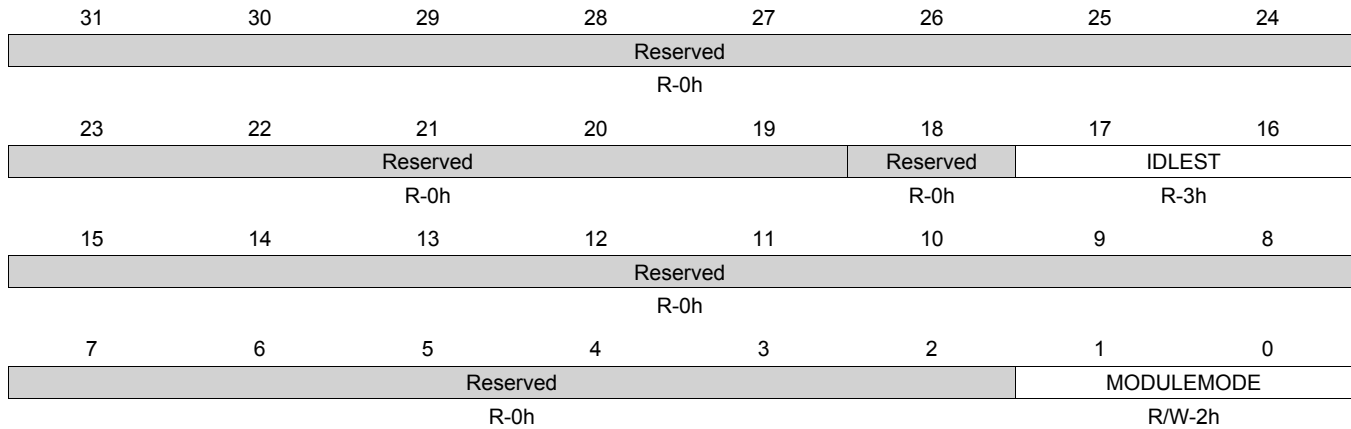 31 30 29 28 27 26 25 24
Reserved
R-0h
23 22 21 20 19 18 17 16
Reserved Reserved IDLEST
R-0h R-0h R-3h
15 14 13 12 11 10 9 8
Reserved
R-0h
7 6 5 4 3 2 1 0
Reserved MODULEMODE
R-0h R/W-2h